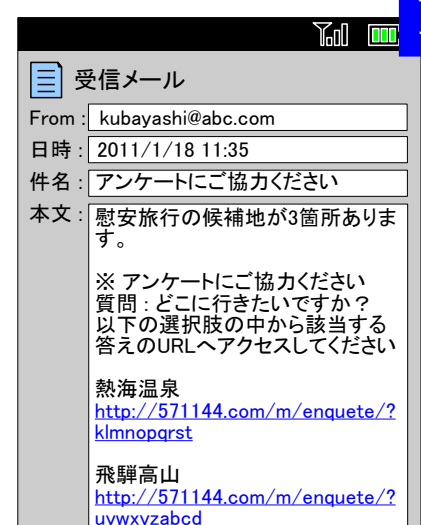 受信メール
From : kubayashi@abc.com
日時 : 2011/1/18 11:35
件名 : アンケートにご協力ください
本文 : 慰安旅行の候補地が3箇所ありま
す。
※ アンケートにご協力ください
質問 : どこに行きたいですか？
以下の選択肢の中から該当する
答えのURLへアクセスしてください
熱海温泉
http://571144.com/m/enquete/?
klmnopqrst
飛騨高山
http://571144.com/m/enquete/?
uvwxyzabcd